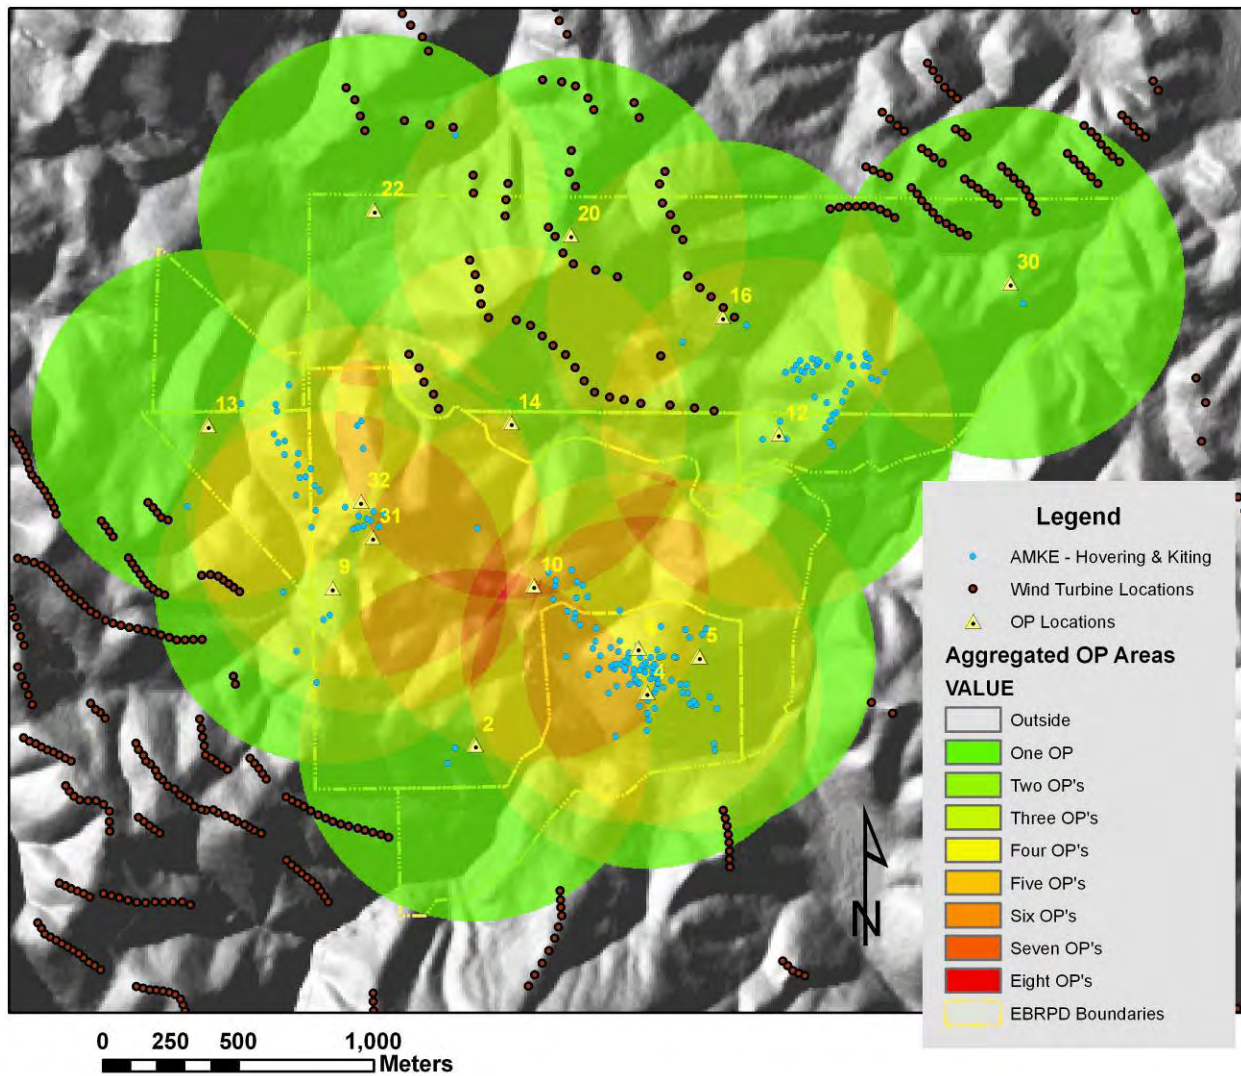 22
20
30
16
13
14
12
32
31
9
10
5
4
2
Legend
AMKE - Hovering & Kiting
Wind Turbine Locations
OP Locations
Aggregated OP Areas
VALUE
Outside
One OP
Two OP's
Three OP's
Four OP's
Five OP's
Six OP's
Seven OP's
Eight OP's
EBRPD Boundaries
N
0 250 500 1,000
Meters